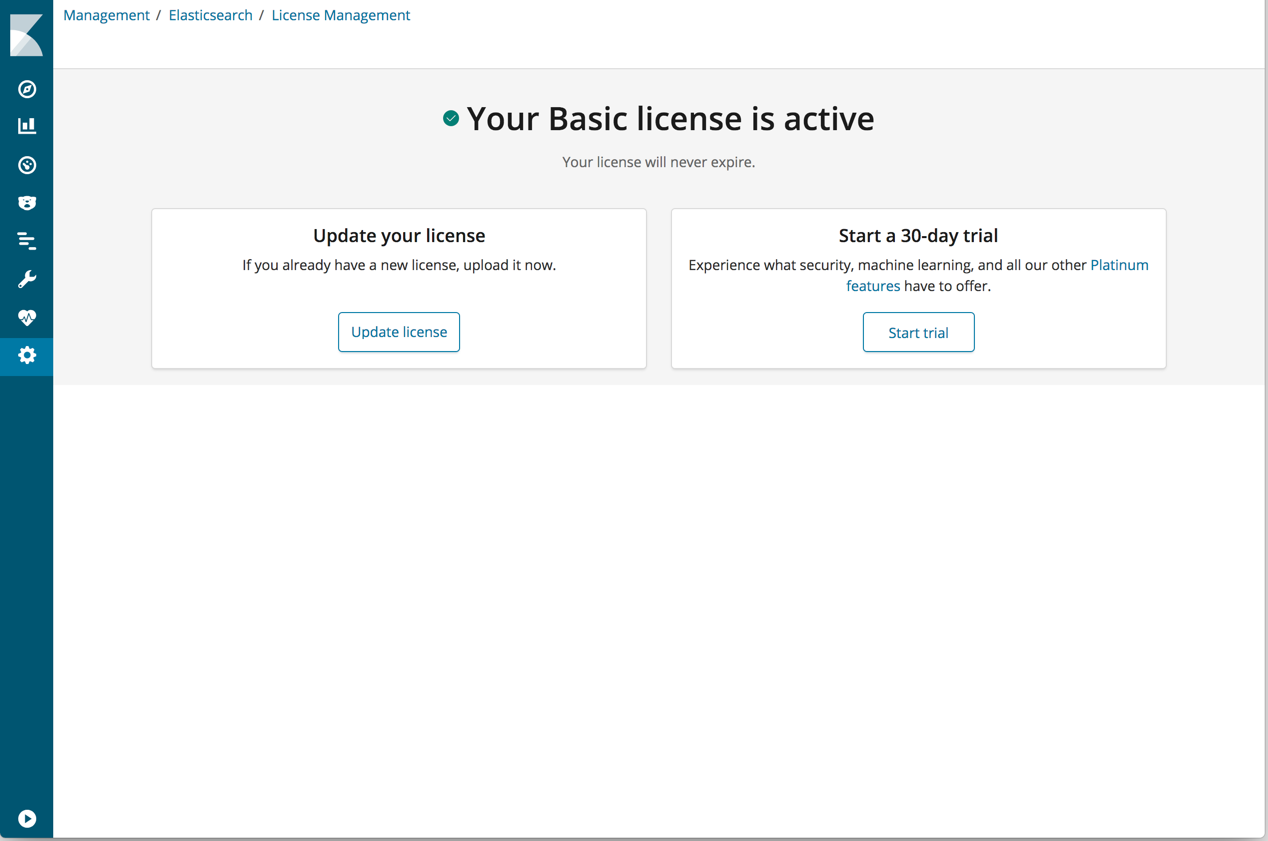 Management / Elasticsearch / License Management
Your Basic license is active
Your license will never expire.
Update your license
If you already have a new license, upload it now.
Update license
Start a 30-day trial
Experience what security, machine learning, and all our other Platinum
features have to offer.
Start trial